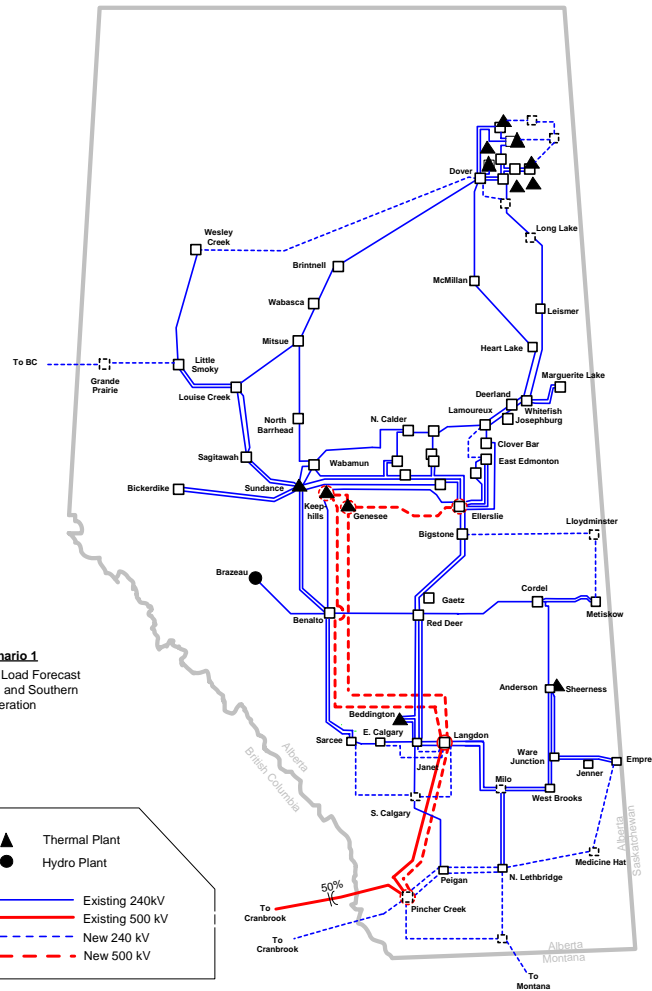 Dover
Long Lake
Wesley
Creek
Brintnell
McMillan
Wabasca
Leismer
Mitsue
Heart Lake
To BC
Little
Smoky
Grande
Prairie
Marguerite Lake
Louise Creek
Deerland
Whitefish
Lamoureux
Josephburg
North
Barrhead
N. Calder
Clover Bar
Sagitawah
Wabamun
East Edmonton
Sundance
Bickerdike
Keep-
hills
Genesee
Ellerslie
Lloydminster
Bigstone
Brazeau
Gaetz
Cordel
Benalto
Red Deer
Metiskow
nario 1
Load Forecast
and Southern
eration
Anderson
Sheerness
Beddington
E. Calgary
Langdon
Sarcee
Alberta
British Columbia
Janet
Ware
Junction
Empre
Jenner
Milo
West Brooks
S. Calgary
Alberta
Saskatchewan
Medicine Hat
Thermal Plant
Hydro Plant
Peigan
N. Lethbridge
50%
Existing 240kV
Existing 500 kV
New 240 kV
New 500 kV
To
Cranbrook
Pincher Creek
To
Cranbrook
Alberta
Montana
To
Montana